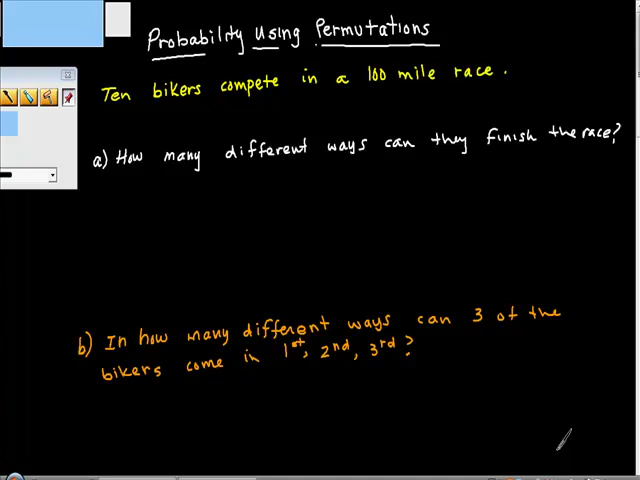 Probability Using Permutations
Ten bikers compete in a 100 mile race.
a) How many different ways can they finish the race?
b) In how many different ways can 3 of the
bikers come in 1st, 2nd, 3rd?